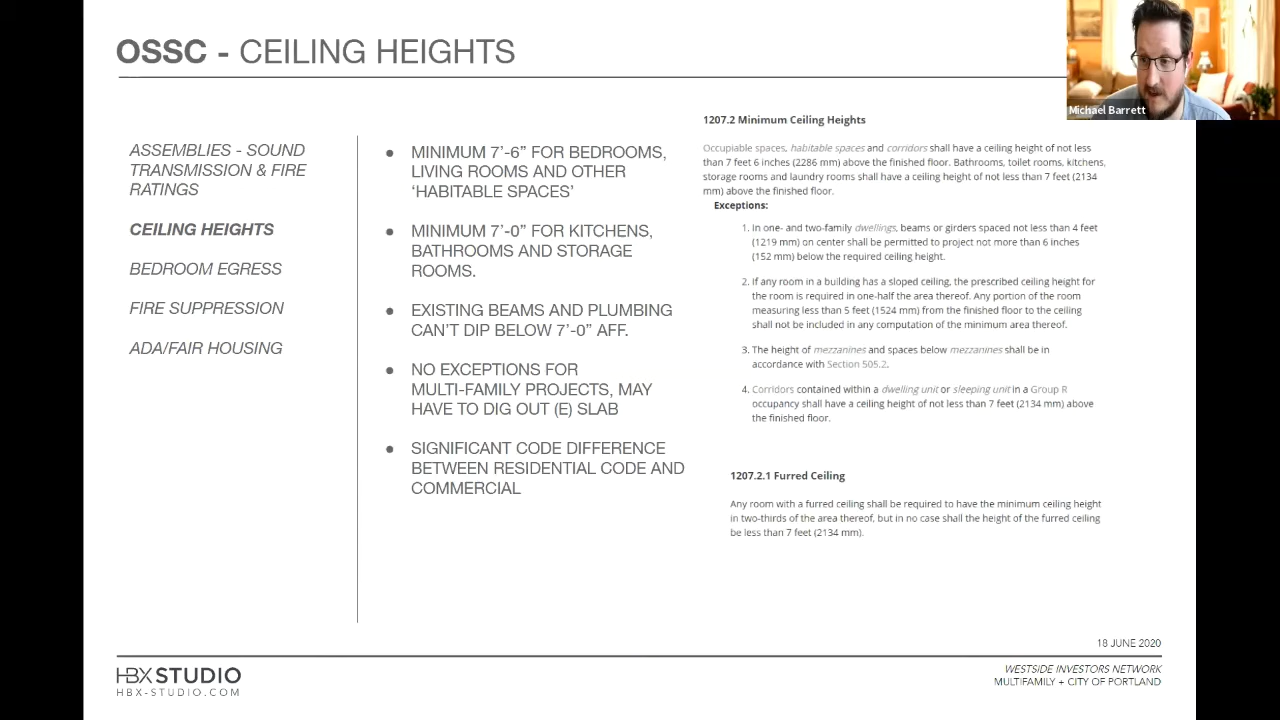 OSSC - CEILING HEIGHTS
Michael Barrett
ASSEMBLIES - SOUND
TRANSMISSION & FIRE
RATINGS
CEILING HEIGHTS
BEDROOM EGRESS
FIRE SUPPRESSION
ADA/FAIR HOUSING
● MINIMUM 7’-6” FOR BEDROOMS,
LIVING ROOMS AND OTHER
‘HABITABLE SPACES’
● MINIMUM 7’-0” FOR KITCHENS,
BATHROOMS AND STORAGE
ROOMS.
● EXISTING BEAMS AND PLUMBING
CAN’T DIP BELOW 7’-0” AFF.
● NO EXCEPTIONS FOR
MULTI-FAMILY PROJECTS, MAY
HAVE TO DIG OUT (E) SLAB
● SIGNIFICANT CODE DIFFERENCE
BETWEEN RESIDENTIAL CODE AND
COMMERCIAL
1207.2 Minimum Ceiling Heights
Occupiable spaces, habitable spaces and corridors shall have a ceiling height of not less
than 7 feet 6 inches (2286 mm) above the finished floor. Bathrooms, toilet rooms, kitchens,
storage rooms and laundry rooms shall have a ceiling height of not less than 7 feet (2134
mm) above the finished floor.
Exceptions:
1. In one- and two-family dwellings, beams or girders spaced not less than 4 feet
(1219 mm) on center shall be permitted to project not more than 6 inches
(152 mm) below the required ceiling height.
2. If any room in a building has a sloped ceiling, the prescribed ceiling height for
the room is required in one-half the area thereof. Any portion of the room
measuring less than 5 feet (1524 mm) from the finished floor to the ceiling
shall not be included in any computation of the minimum area thereof.
3. The height of mezzanines and spaces below mezzanines shall be in
accordance with Section 505.2.
4. Corridors contained within a dwelling unit or sleeping unit in a Group R
occupancy shall have a ceiling height of not less than 7 feet (2134 mm) above
the finished floor.
1207.2.1 Furred Ceiling
Any room with a furred ceiling shall be required to have the minimum ceiling height
in two-thirds of the area thereof, but in no case shall the height of the furred ceiling
be less than 7 feet (2134 mm).
18 JUNE 2020
HBX STUDIO
HBX-STUDIO.COM
WESTSIDE INVESTORS NETWORK
MULTIFAMILY + CITY OF PORTLAND